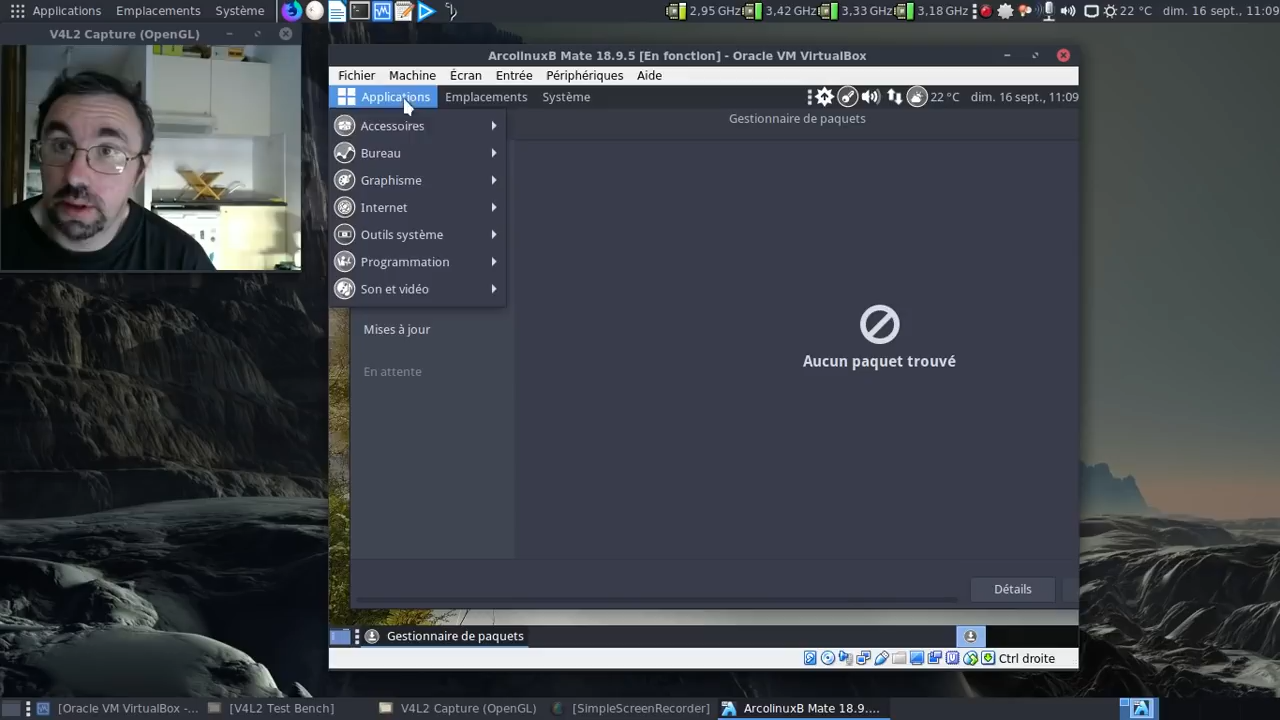 Applications Emplacements Système
2,95 GHz 3,42 GHz 3,33 GHz 3,18 GHz 22 °C dim. 16 sept., 11:09
V4L2 Capture (OpenGL)
ArcolinuxB Mate 18.9.5 [En fonction] - Oracle VM VirtualBox
Fichier Machine Écran Entrée Périphériques Aide
Applications Emplacements Système 22 °C dim. 16 sept., 11:09
Gestionnaire de paquets
Accessoires
Bureau
Graphisme
Internet
Outils système
Programmation
Son et vidéo
Mises à jour
En attente
Aucun paquet trouvé
Détails
Gestionnaire de paquets
Ctrl droite
[Oracle VM VirtualBox -... [V4L2 Test Bench] V4L2 Capture (OpenGL) [SimpleScreenRecorder] ArcolinuxB Mate 18.9....